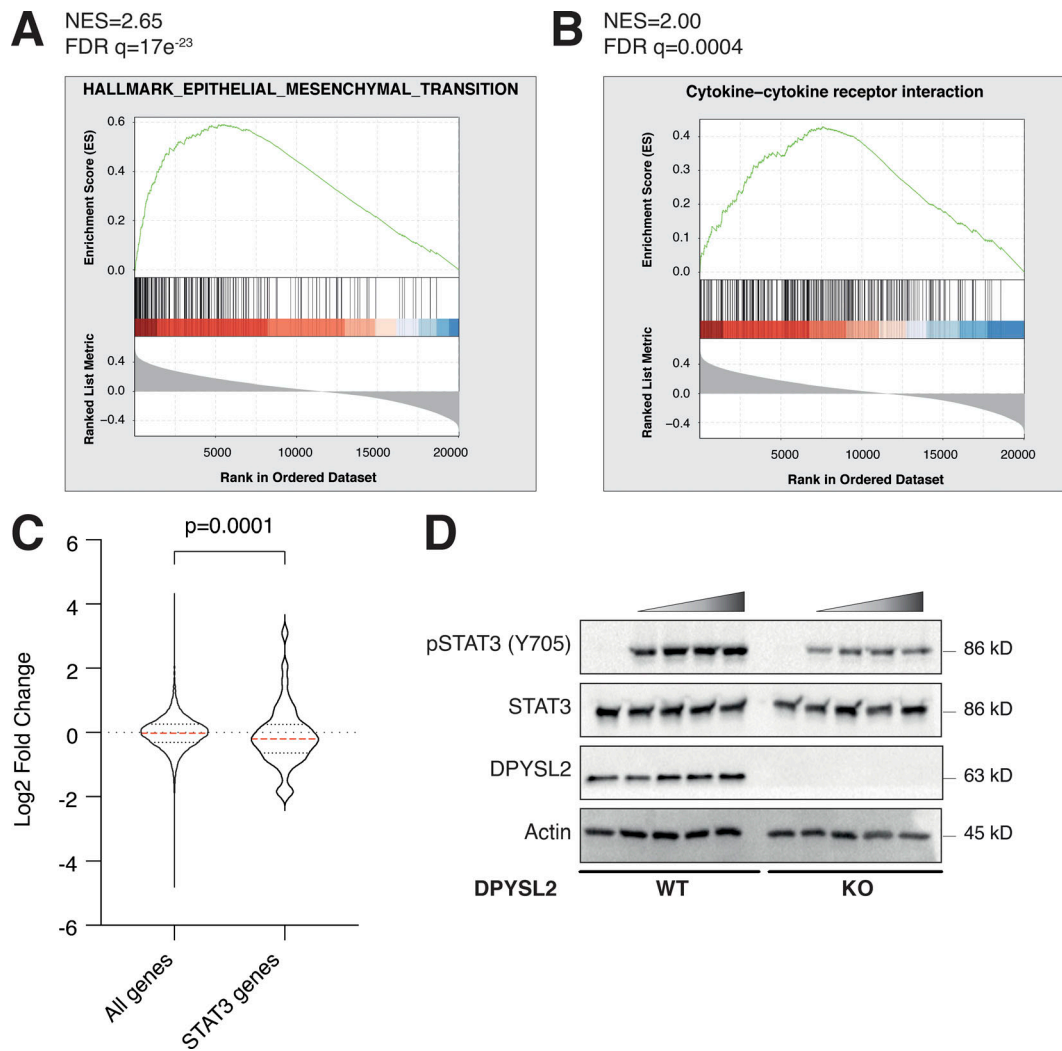 A
NES=2.65
FDR q=17e-23
HALLMARK_EPITHELIAL_MESENCHYMAL_TRANSITION
Enrichment Score (ES)
0.6
0.4
0.2
0.0
Ranked List Metric
0.4
0.0
−0.4
5000 10000 15000 20000
Rank in Ordered Dataset
B
NES=2.00
FDR q=0.0004
Cytokine–cytokine receptor interaction
Enrichment Score (ES)
0.4
0.3
0.2
0.1
0.0
Ranked List Metric
0.4
0.0
−0.4
5000 10000 15000 20000
Rank in Ordered Dataset
C
p=0.0001
Log2 Fold Change
6
4
2
0
-2
-4
-6
All genes
STAT3 genes
D
pSTAT3 (Y705) 86 kD
STAT3 86 kD
DPYSL2 63 kD
Actin 45 kD
DPYSL2 WT KO